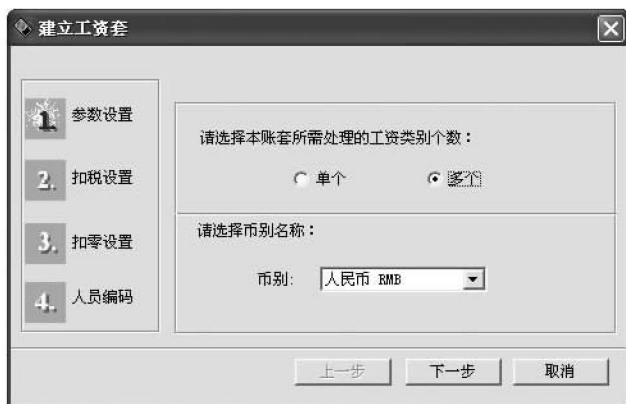 建立工资套
1. 参数设置
2. 扣税设置
3. 扣零设置
4. 人员编码
请选择本账套所需处理的工资类别个数：
单个 多个
请选择币别名称：
币别: 人民币 RMB
上一步 下一步 取消